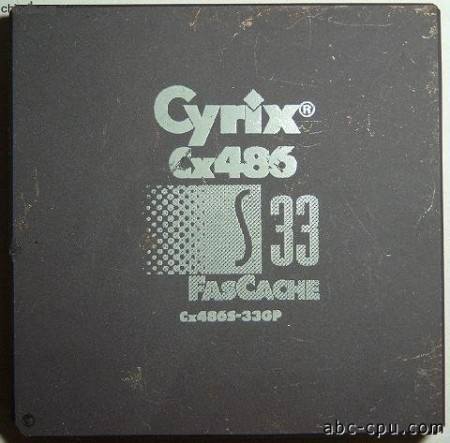 Cyrix®
Cx486
S 33
FASCACHE
Cx486S-33GP
abc-cpu.com